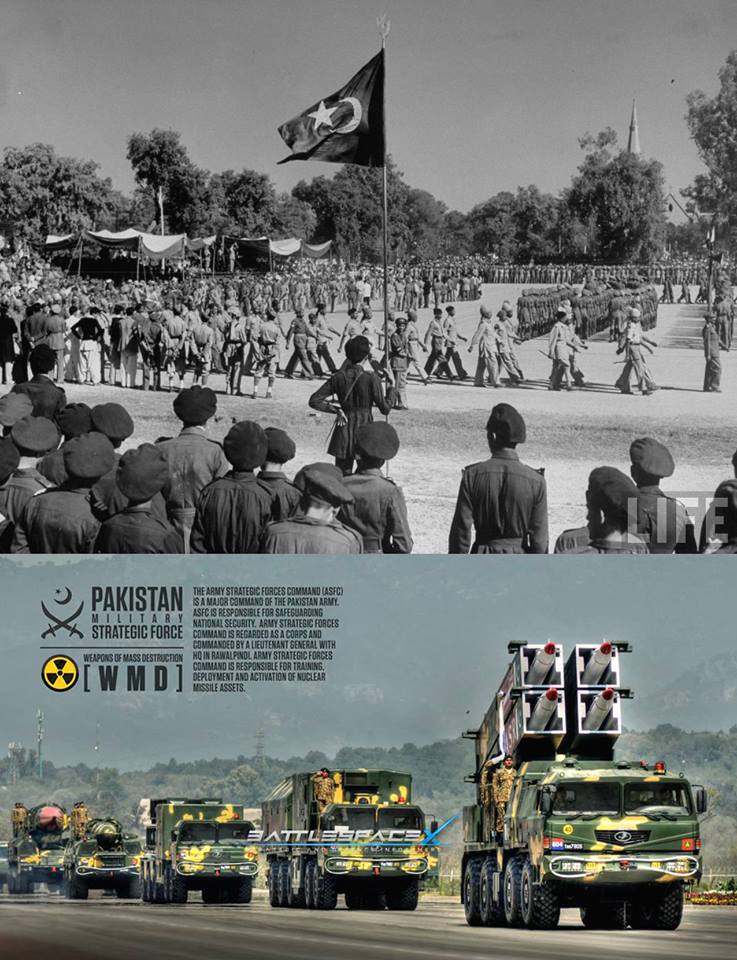 LIFE
PAKISTAN
MILITARY
STRATEGIC FORCE
WEAPONS OF MASS DESTRUCTION
[WMD]
THE ARMY STRATEGIC FORCES COMMAND (ASFC)
IS A MAJOR COMMAND OF THE PAKISTAN ARMY.
ASFC IS RESPONSIBLE FOR SAFEGUARDING
NATIONAL SECURITY. ARMY STRATEGIC FORCES
COMMAND IS REGARDED AS A CORPS AND
COMMANDED BY A LIEUTENANT GENERAL WITH
HQ IN RAWALPINDI. ARMY STRATEGIC FORCES
COMMAND IS RESPONSIBLE FOR TRAINING,
DEPLOYMENT AND ACTIVATION OF NUCLEAR
MISSILE ASSETS.
BATTLESPACEX